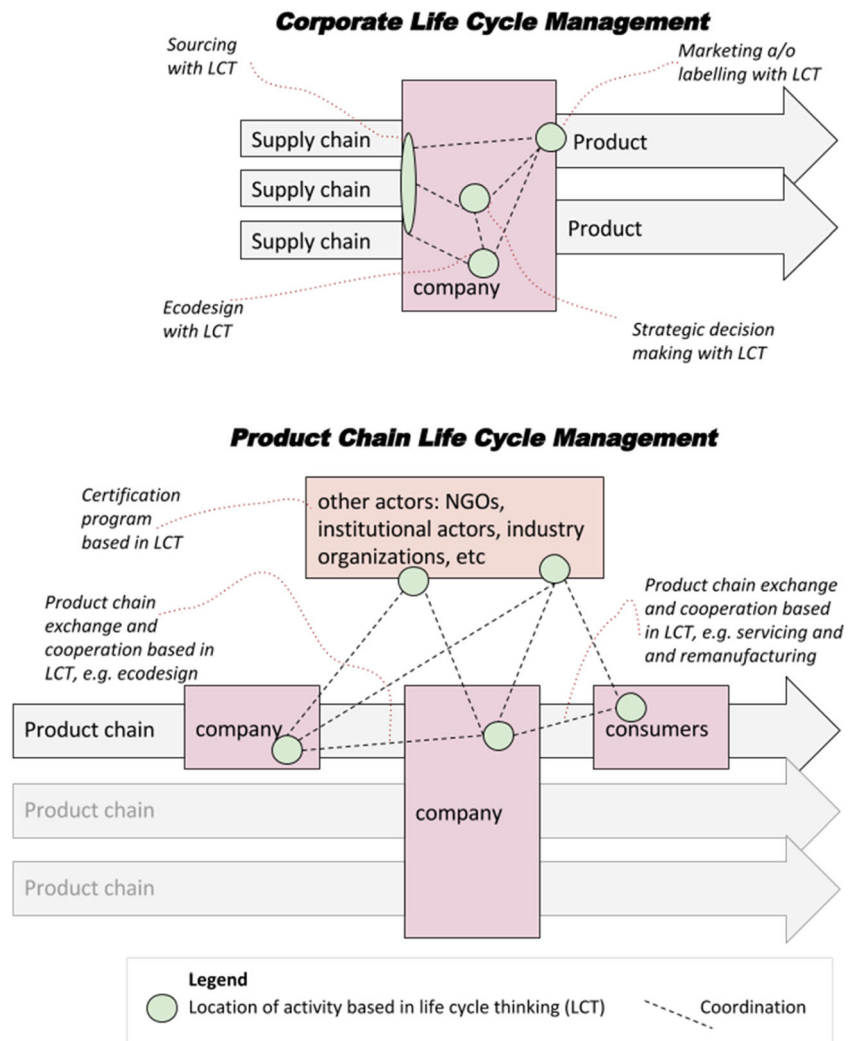 Corporate Life Cycle Management
Sourcing
with LCT
Marketing a/o
labelling with LCT
Supply chain
Product
Supply chain
Product
Supply chain
company
Ecodesign
with LCT
Strategic decision
making with LCT
Product Chain Life Cycle Management
Certification
program
based in LCT
other actors: NGOs,
institutional actors, industry
organizations, etc
Product chain
exchange and
cooperation based in
LCT, e.g. ecodesign
Product chain exchange
and cooperation based
in LCT, e.g. servicing and
and remanufacturing
Product chain
company
consumers
Product chain
company
Product chain
Legend
Location of activity based in life cycle thinking (LCT)
Coordination